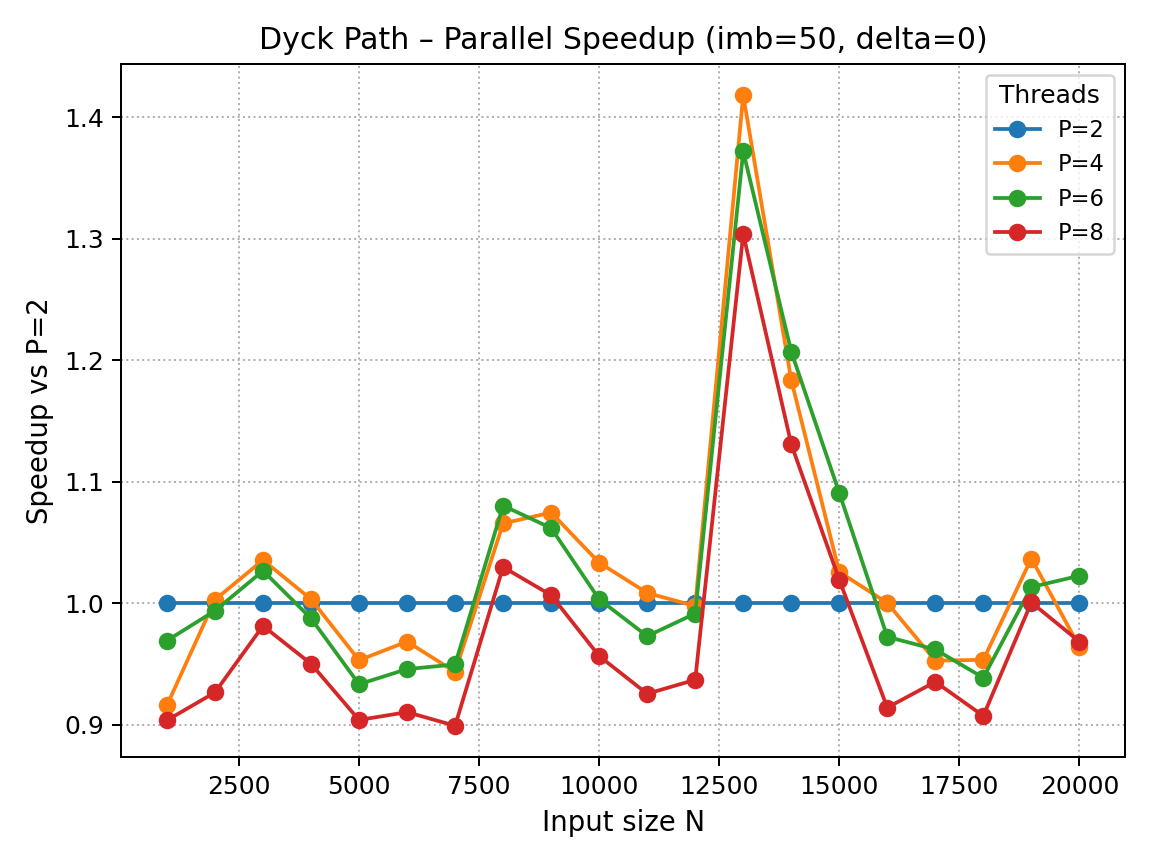 Dyck Path – Parallel Speedup (imb=50, delta=0)
Threads
P=2
P=4
P=6
P=8
Speedup vs P=2
1.4
1.3
1.2
1.1
1.0
0.9
2500 5000 7500 10000 12500 15000 17500 20000
Input size N